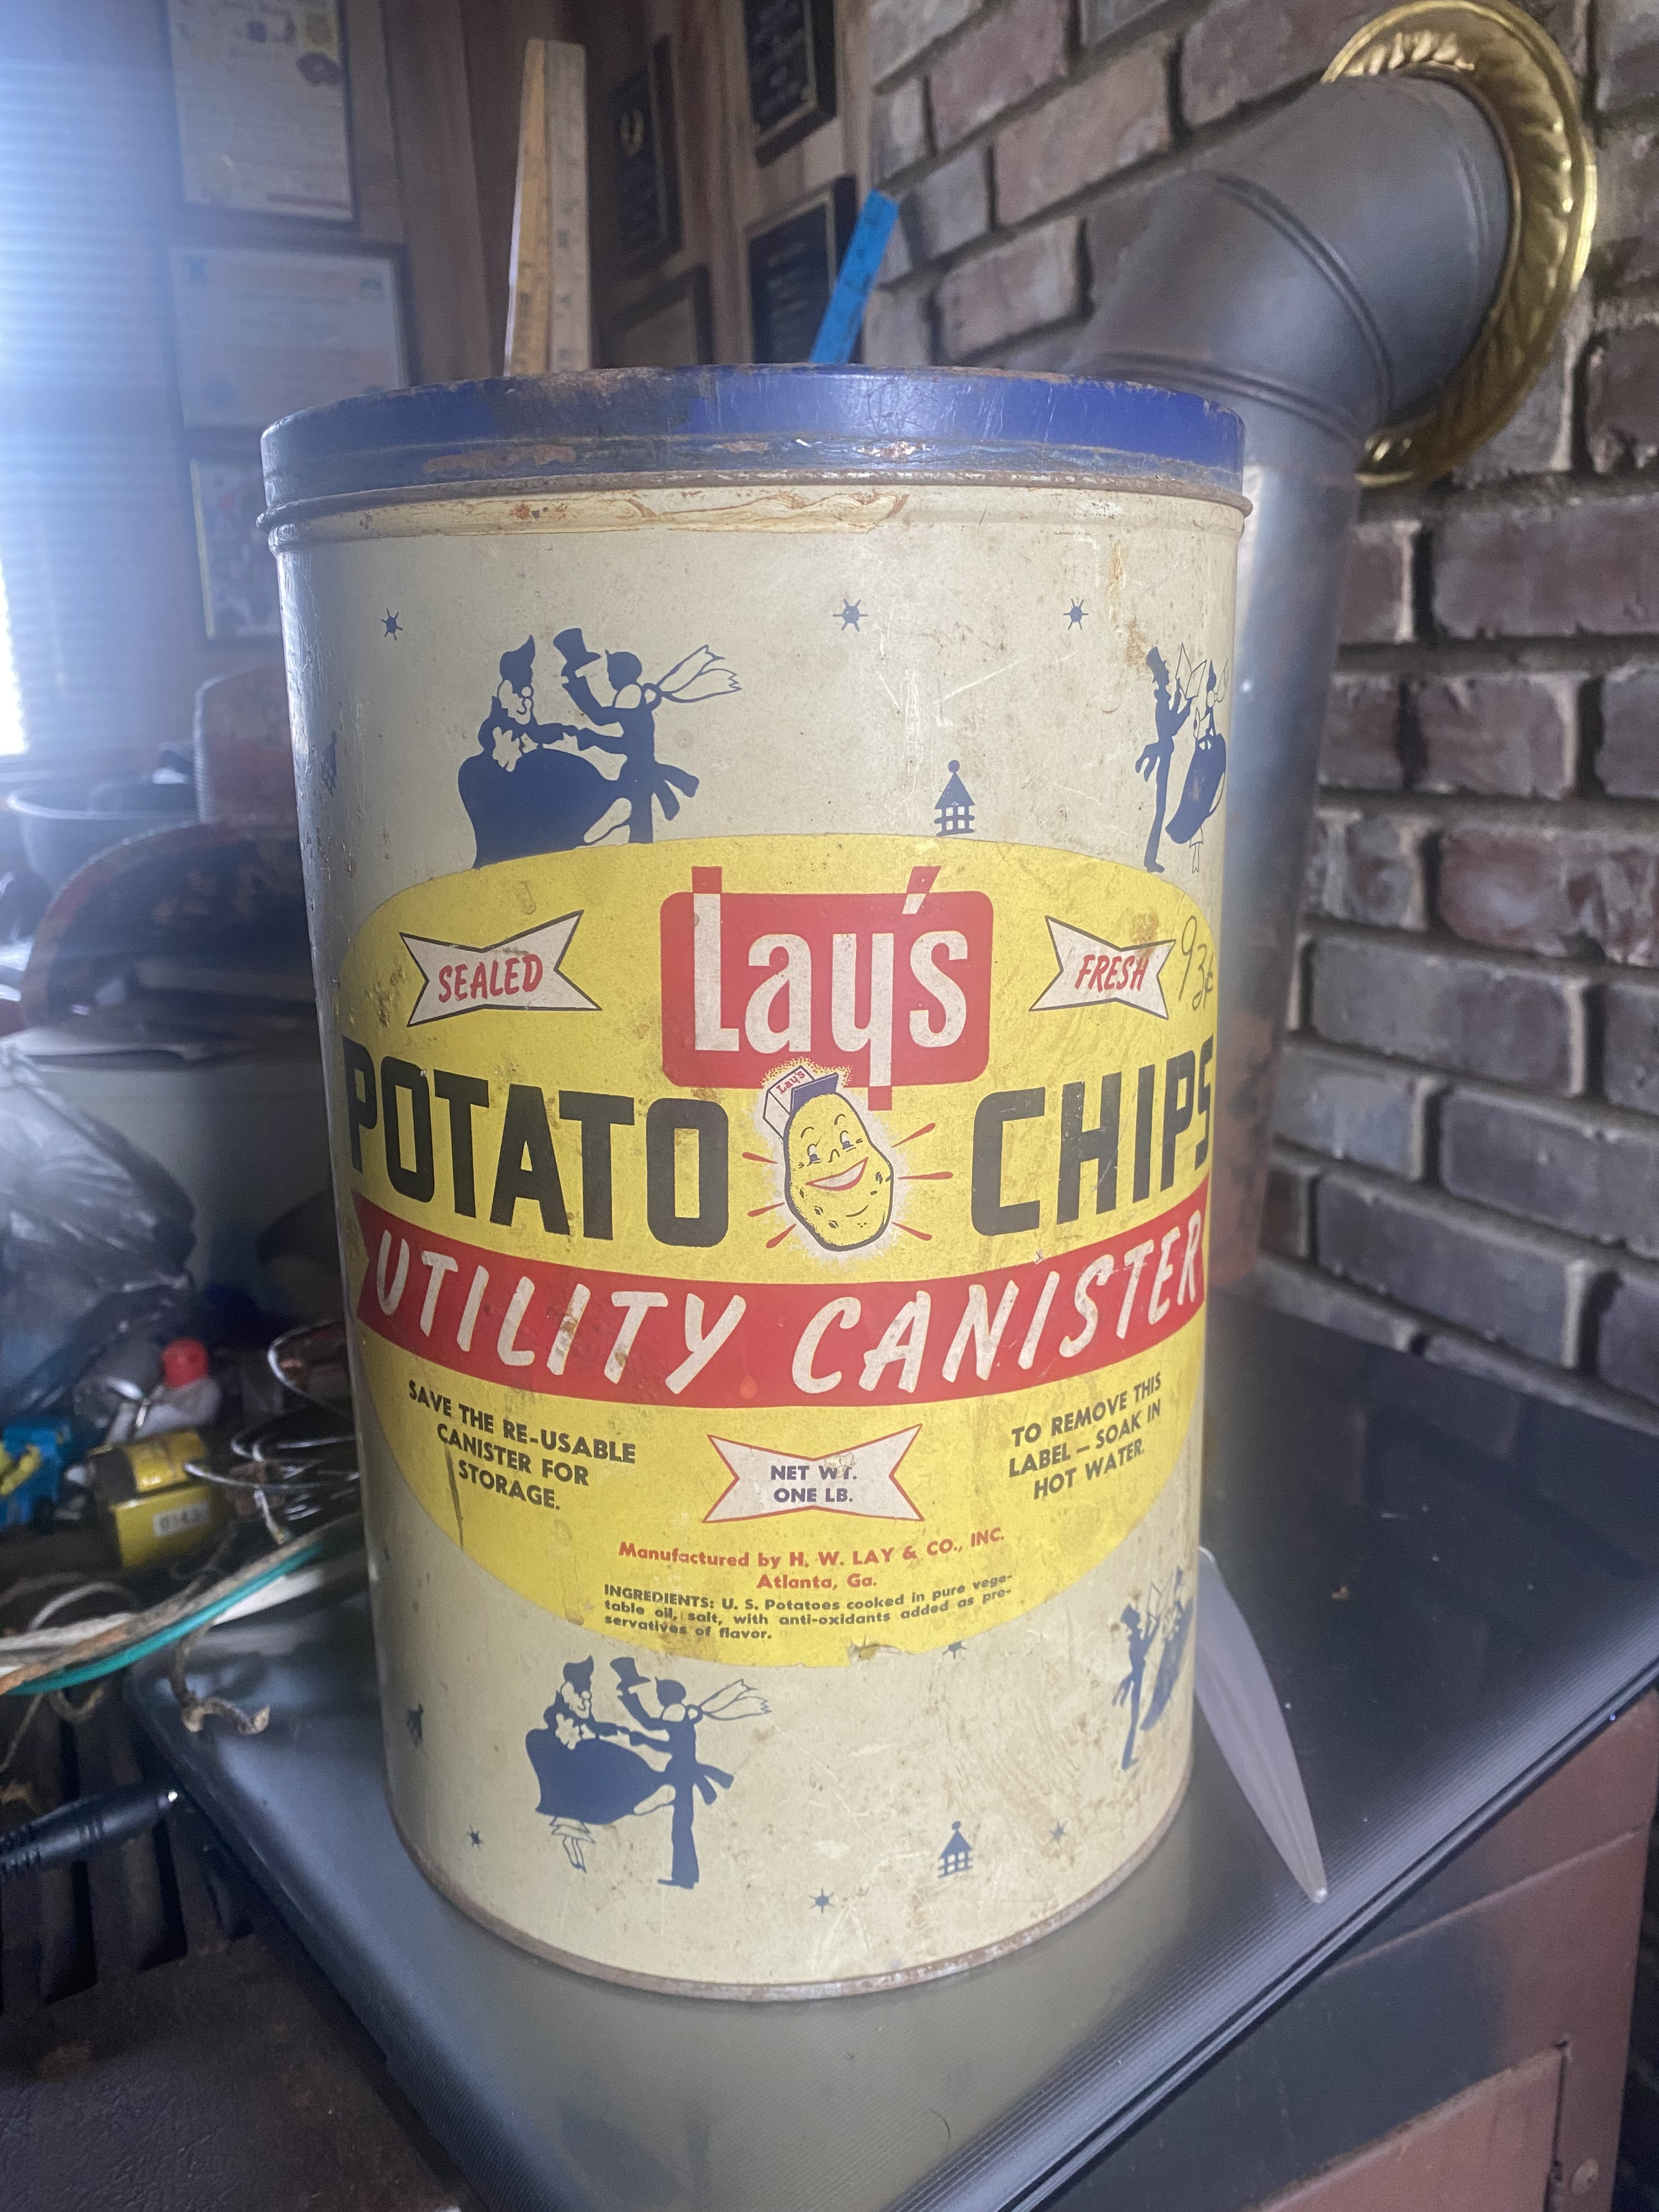 SEALED
Lay's
FRESH
93¢
POTATO
Lay's
CHIPS
UTILITY CANISTER
SAVE THE RE-USABLE
CANISTER FOR
STORAGE.
NET WT.
ONE LB.
TO REMOVE THIS
LABEL – SOAK IN
HOT WATER.
Manufactured by H. W. LAY & CO., INC.
Atlanta, Ga.
INGREDIENTS: U. S. Potatoes cooked in pure vege-
table oil, salt, with anti-oxidants added as pre-
servatives of flavor.